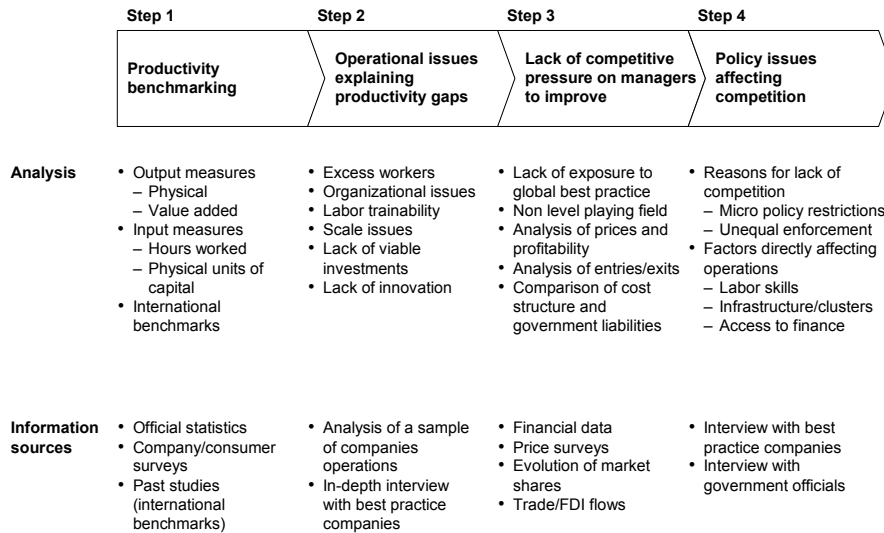 Step 1
Step 2
Step 3
Step 4
Productivity
benchmarking
Operational issues
explaining
productivity gaps
Lack of competitive
pressure on managers
to improve
Policy issues
affecting
competition
Analysis
• Output measures
– Physical
– Value added
• Input measures
– Hours worked
– Physical units of
capital
• International
benchmarks
• Excess workers
• Organizational issues
• Labor trainability
• Scale issues
• Lack of viable
investments
• Lack of innovation
• Lack of exposure to
global best practice
• Non level playing field
• Analysis of prices and
profitability
• Analysis of entries/exits
• Comparison of cost
structure and
government liabilities
• Reasons for lack of
competition
– Micro policy restrictions
– Unequal enforcement
• Factors directly affecting
operations
– Labor skills
– Infrastructure/clusters
– Access to finance
Information
sources
• Official statistics
• Company/consumer
surveys
• Past studies
(international
benchmarks)
• Analysis of a sample
of companies
operations
• In-depth interview
with best practice
companies
• Financial data
• Price surveys
• Evolution of market
shares
• Trade/FDI flows
• Interview with best
practice companies
• Interview with
government officials